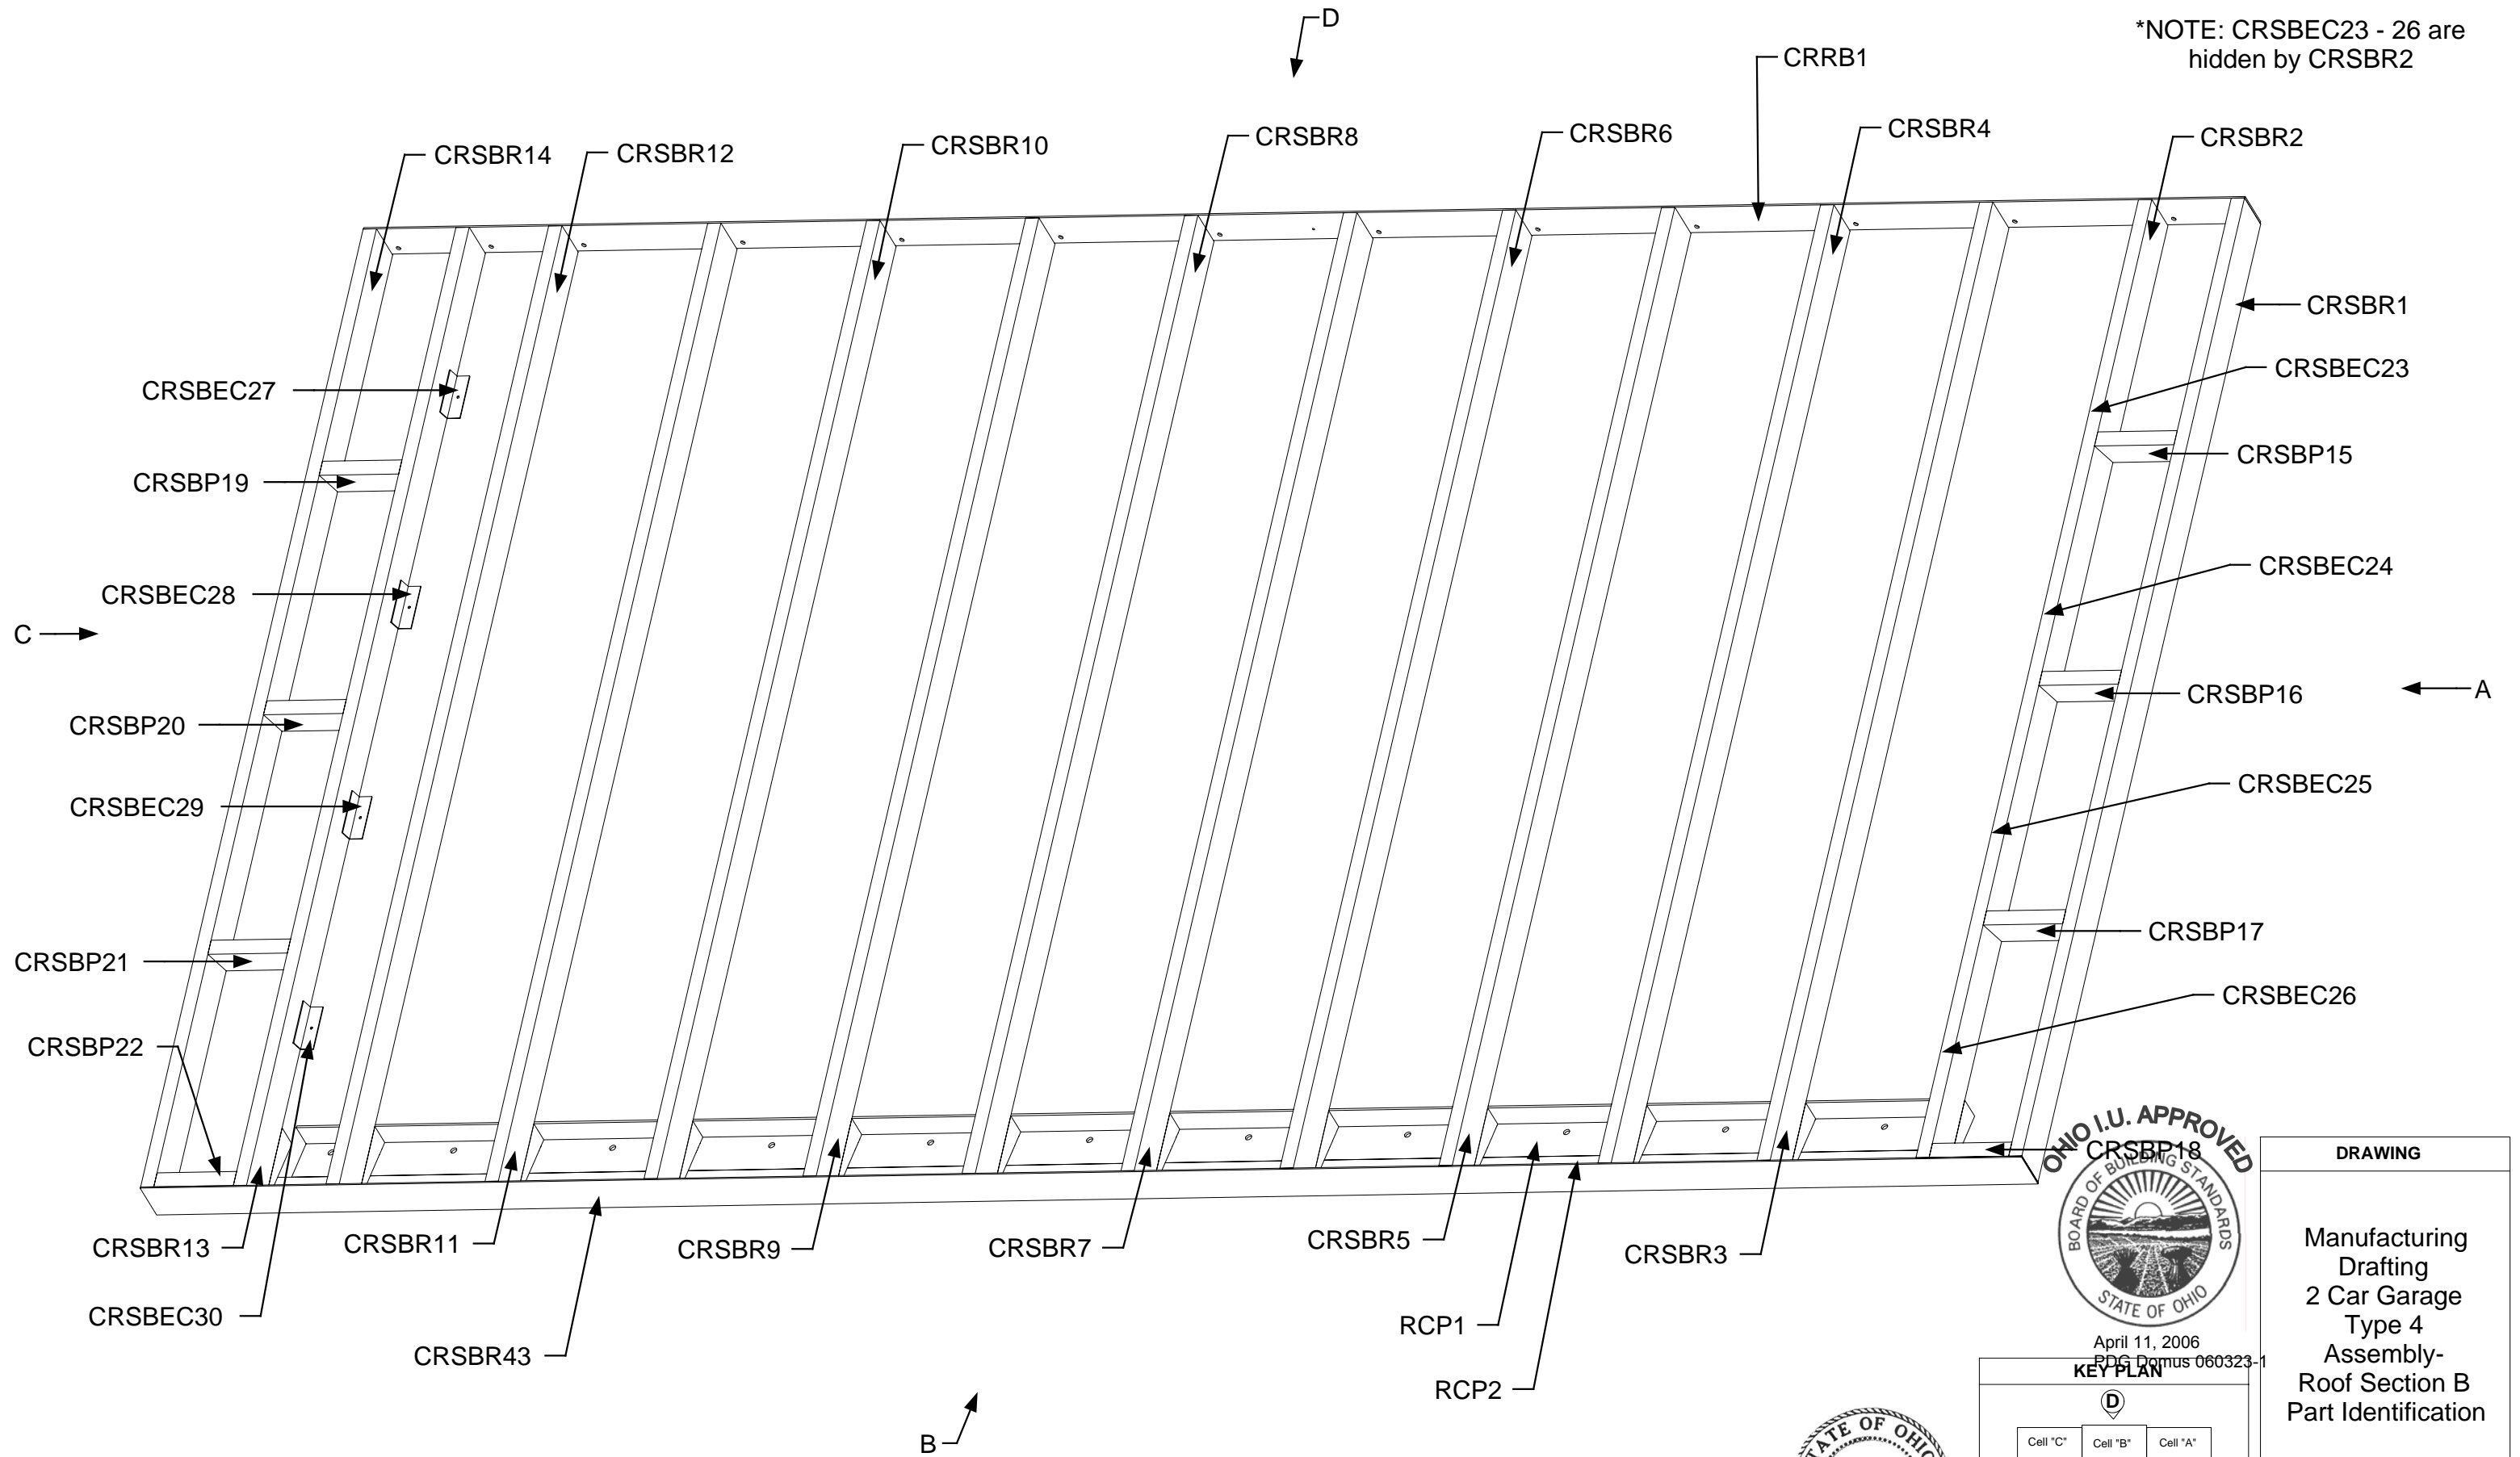 D
*NOTE: CRSBEC23 - 26 are
hidden by CRSBR2
CRRB1
CRSBR14
CRSBR12
CRSBR10
CRSBR8
CRSBR6
CRSBR4
CRSBR2
CRSBR1
CRSBEC23
CRSBEC27
CRSBP15
CRSBP19
CRSBEC24
CRSBEC28
C
A
CRSBP16
CRSBP20
CRSBEC25
CRSBEC29
CRSBP17
CRSBP21
CRSBEC26
CRSBP22
OHIO I.U. APPROVED
CRSBP18
BOARD OF BUILDING STANDARDS
STATE OF OHIO
DRAWING
Manufacturing
Drafting
2 Car Garage
Type 4
Assembly-
Roof Section B
Part Identification
CRSBR13
CRSBR11
CRSBR9
CRSBR7
CRSBR5
CRSBR3
CRSBEC30
RCP1
CRSBR43
RCP2
B
April 11, 2006
PDG Domus 060323-1
KEY PLAN
D
Cell "C"
Cell "B"
Cell "A"
STATE OF OHIO